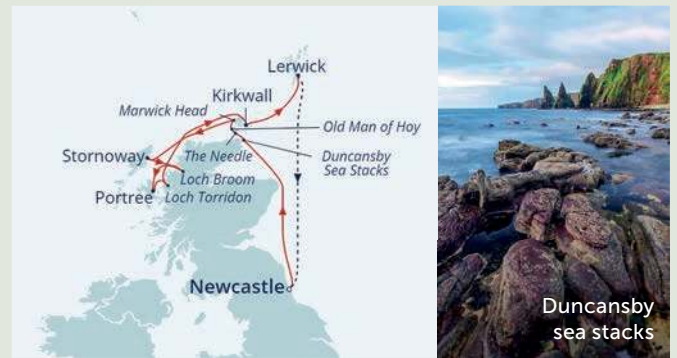 Lerwick
Kirkwall
Marwick Head
Old Man of Hoy
Stornoway
The Needle
Duncansby
Sea Stacks
Loch Broom
Portree
Loch Torridon
Newcastle
Duncansby
sea stacks